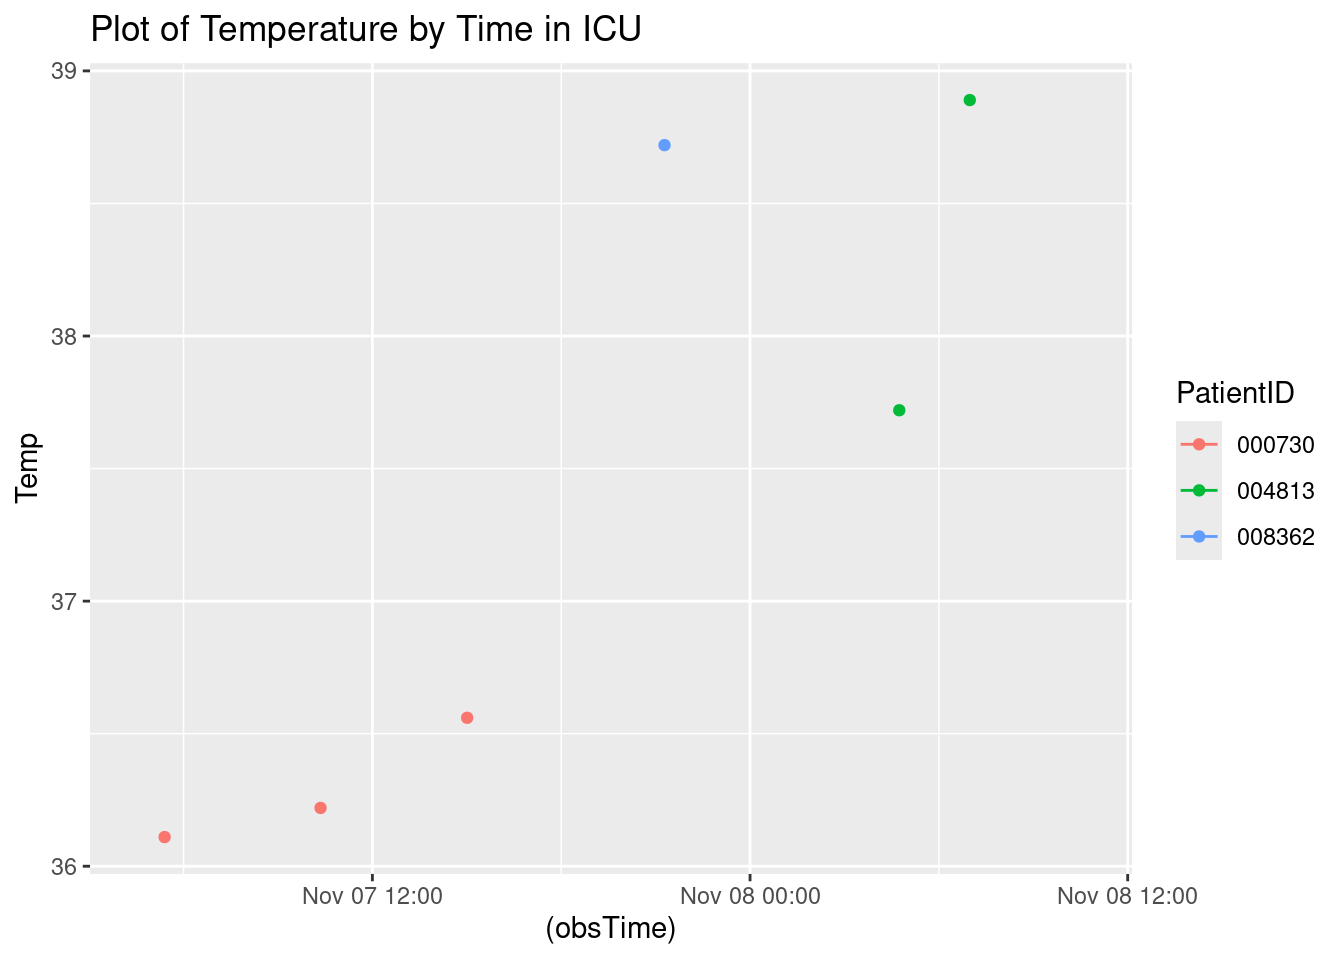 Plot of Temperature by Time in ICU
39
38
37
36
Temp
Nov 07 12:00
Nov 08 00:00
Nov 08 12:00
(obsTime)
PatientID
000730
004813
008362